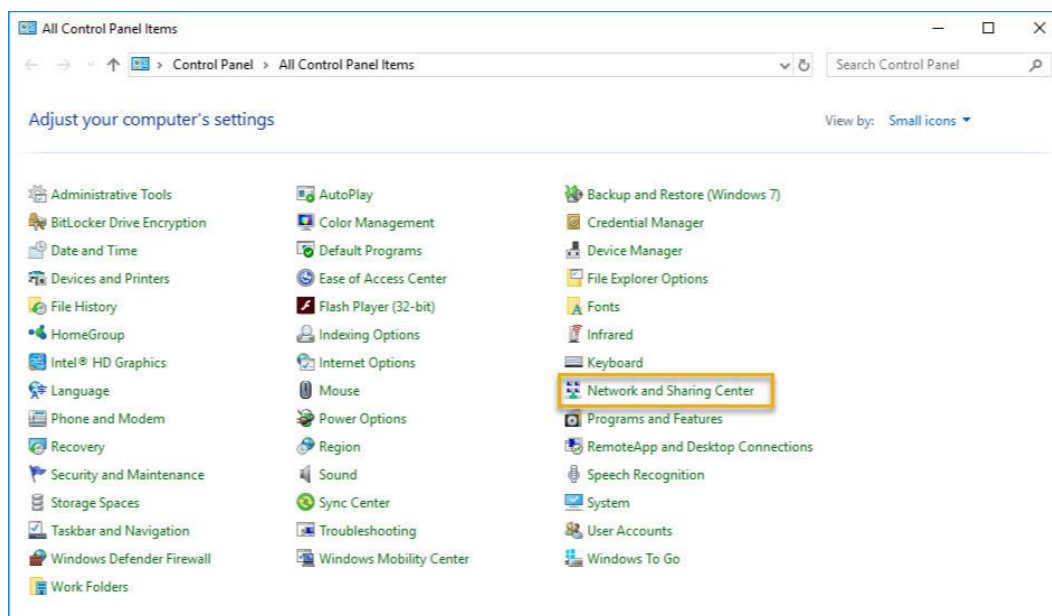 All Control Panel Items
Control Panel > All Control Panel Items
Search Control Panel
Adjust your computer's settings
View by: Small icons
Administrative Tools
AutoPlay
Backup and Restore (Windows 7)
BitLocker Drive Encryption
Color Management
Credential Manager
Date and Time
Default Programs
Device Manager
Devices and Printers
Ease of Access Center
File Explorer Options
File History
Flash Player (32-bit)
Fonts
HomeGroup
Indexing Options
Infrared
Intel® HD Graphics
Internet Options
Keyboard
Language
Mouse
Network and Sharing Center
Phone and Modem
Power Options
Programs and Features
Recovery
Region
RemoteApp and Desktop Connections
Security and Maintenance
Sound
Speech Recognition
Storage Spaces
Sync Center
System
Taskbar and Navigation
Troubleshooting
User Accounts
Windows Defender Firewall
Windows Mobility Center
Windows To Go
Work Folders